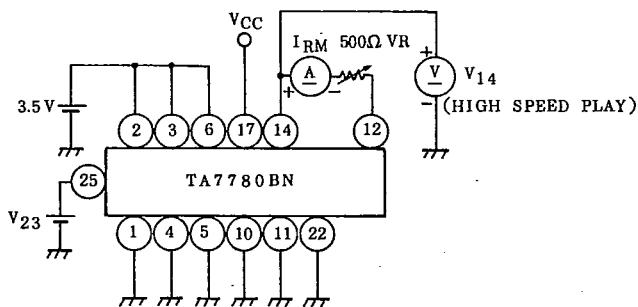 VCC
IRM 500Ω VR
A
+ −
+
V
−
V14
(HIGH SPEED PLAY)
3.5V
2 3 6 17 14 12
25
TA7780BN
V23
1 4 5 10 11 22